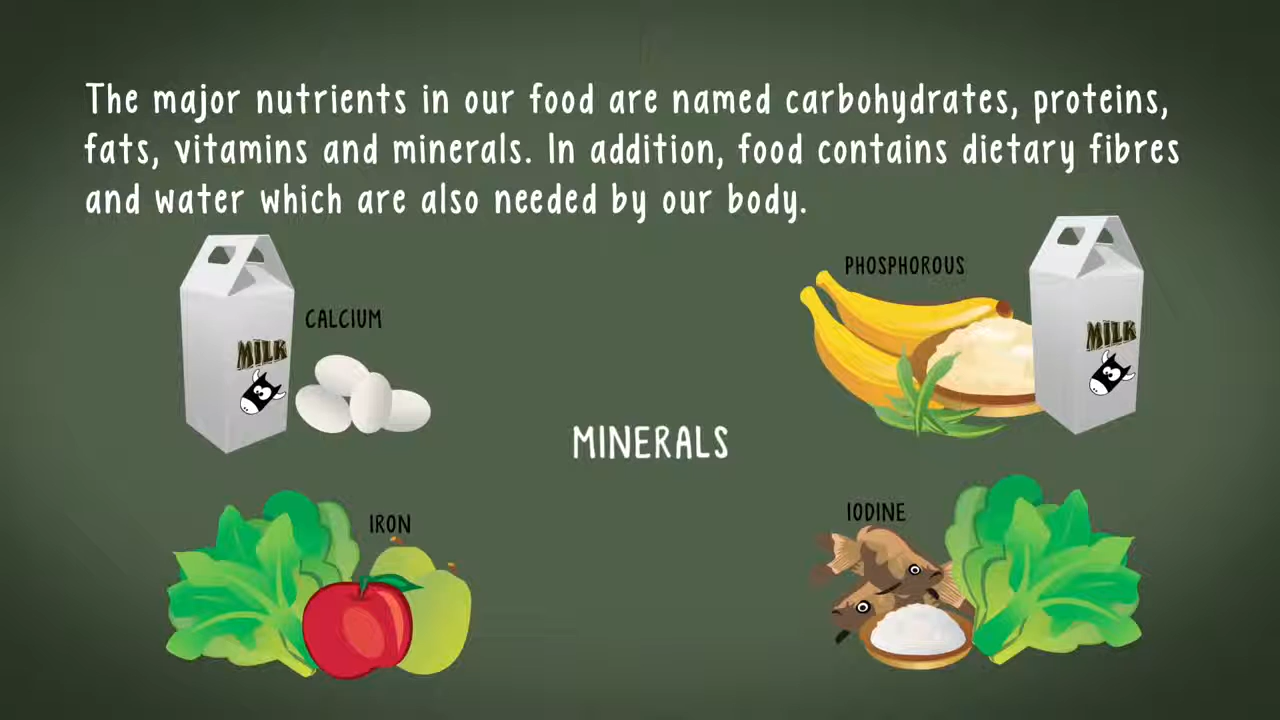 The major nutrients in our food are named carbohydrates, proteins,
fats, vitamins and minerals. In addition, food contains dietary fibres
and water which are also needed by our body.
PHOSPHOROUS
CALCIUM
MILK
MILK
MINERALS
IRON
IODINE